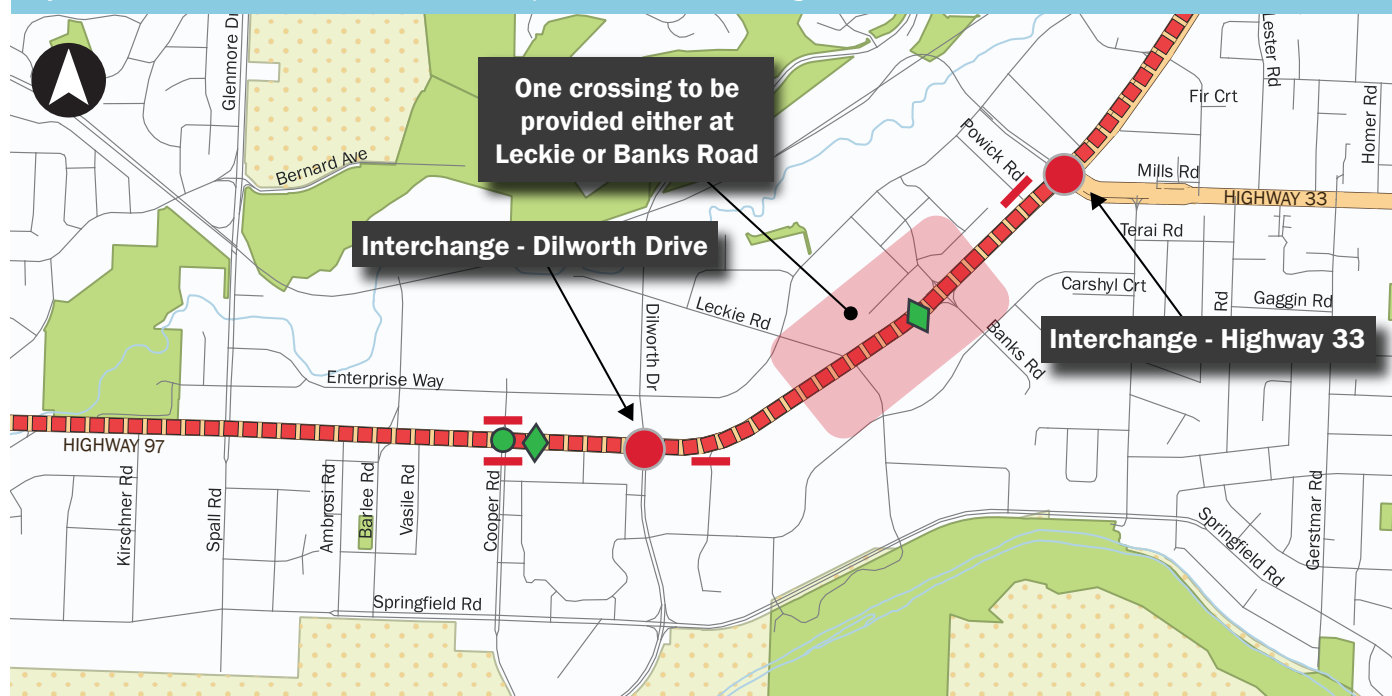 Glenmore Dr
Lester Rd
Fir Crt
Homer Rd
One crossing to be
provided either at
Leckie or Banks Road
Powick Rd
Bernard Ave
Mills Rd
HIGHWAY 33
Interchange - Dilworth Drive
Terai Rd
Carshyl Crt
Rd
Gaggin Rd
Leckie Rd
Dilworth Dr
Banks Rd
Interchange - Highway 33
Enterprise Way
HIGHWAY 97
Kirschner Rd
Spall Rd
Ambrosi Rd
Barlee Rd
Vasile Rd
Cooper Rd
Gerstmar Rd
Springfield Rd
Springfield Rd